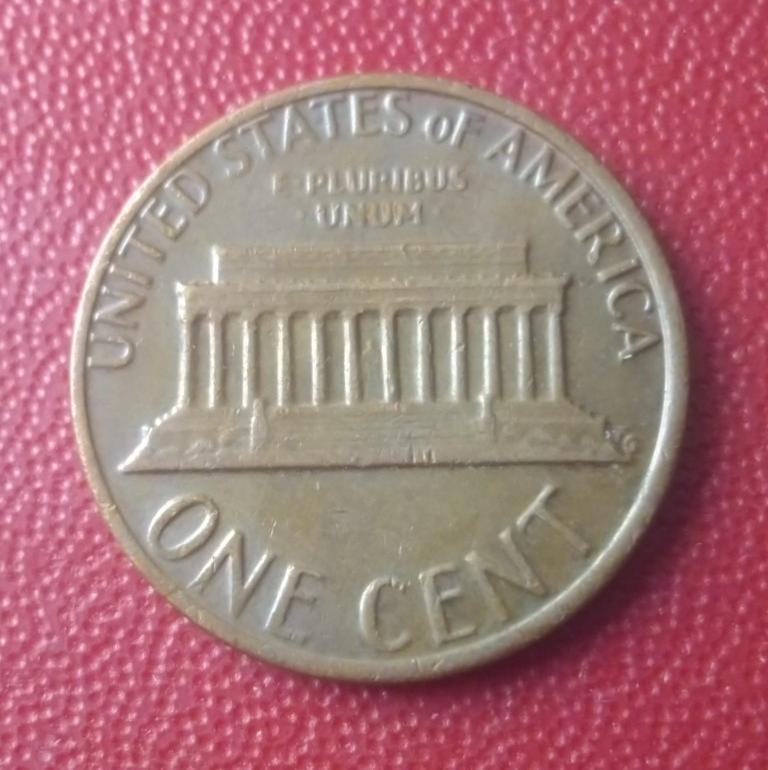 UNITED STATES OF AMERICA
E PLURIBUS
· UNUM ·
ONE CENT